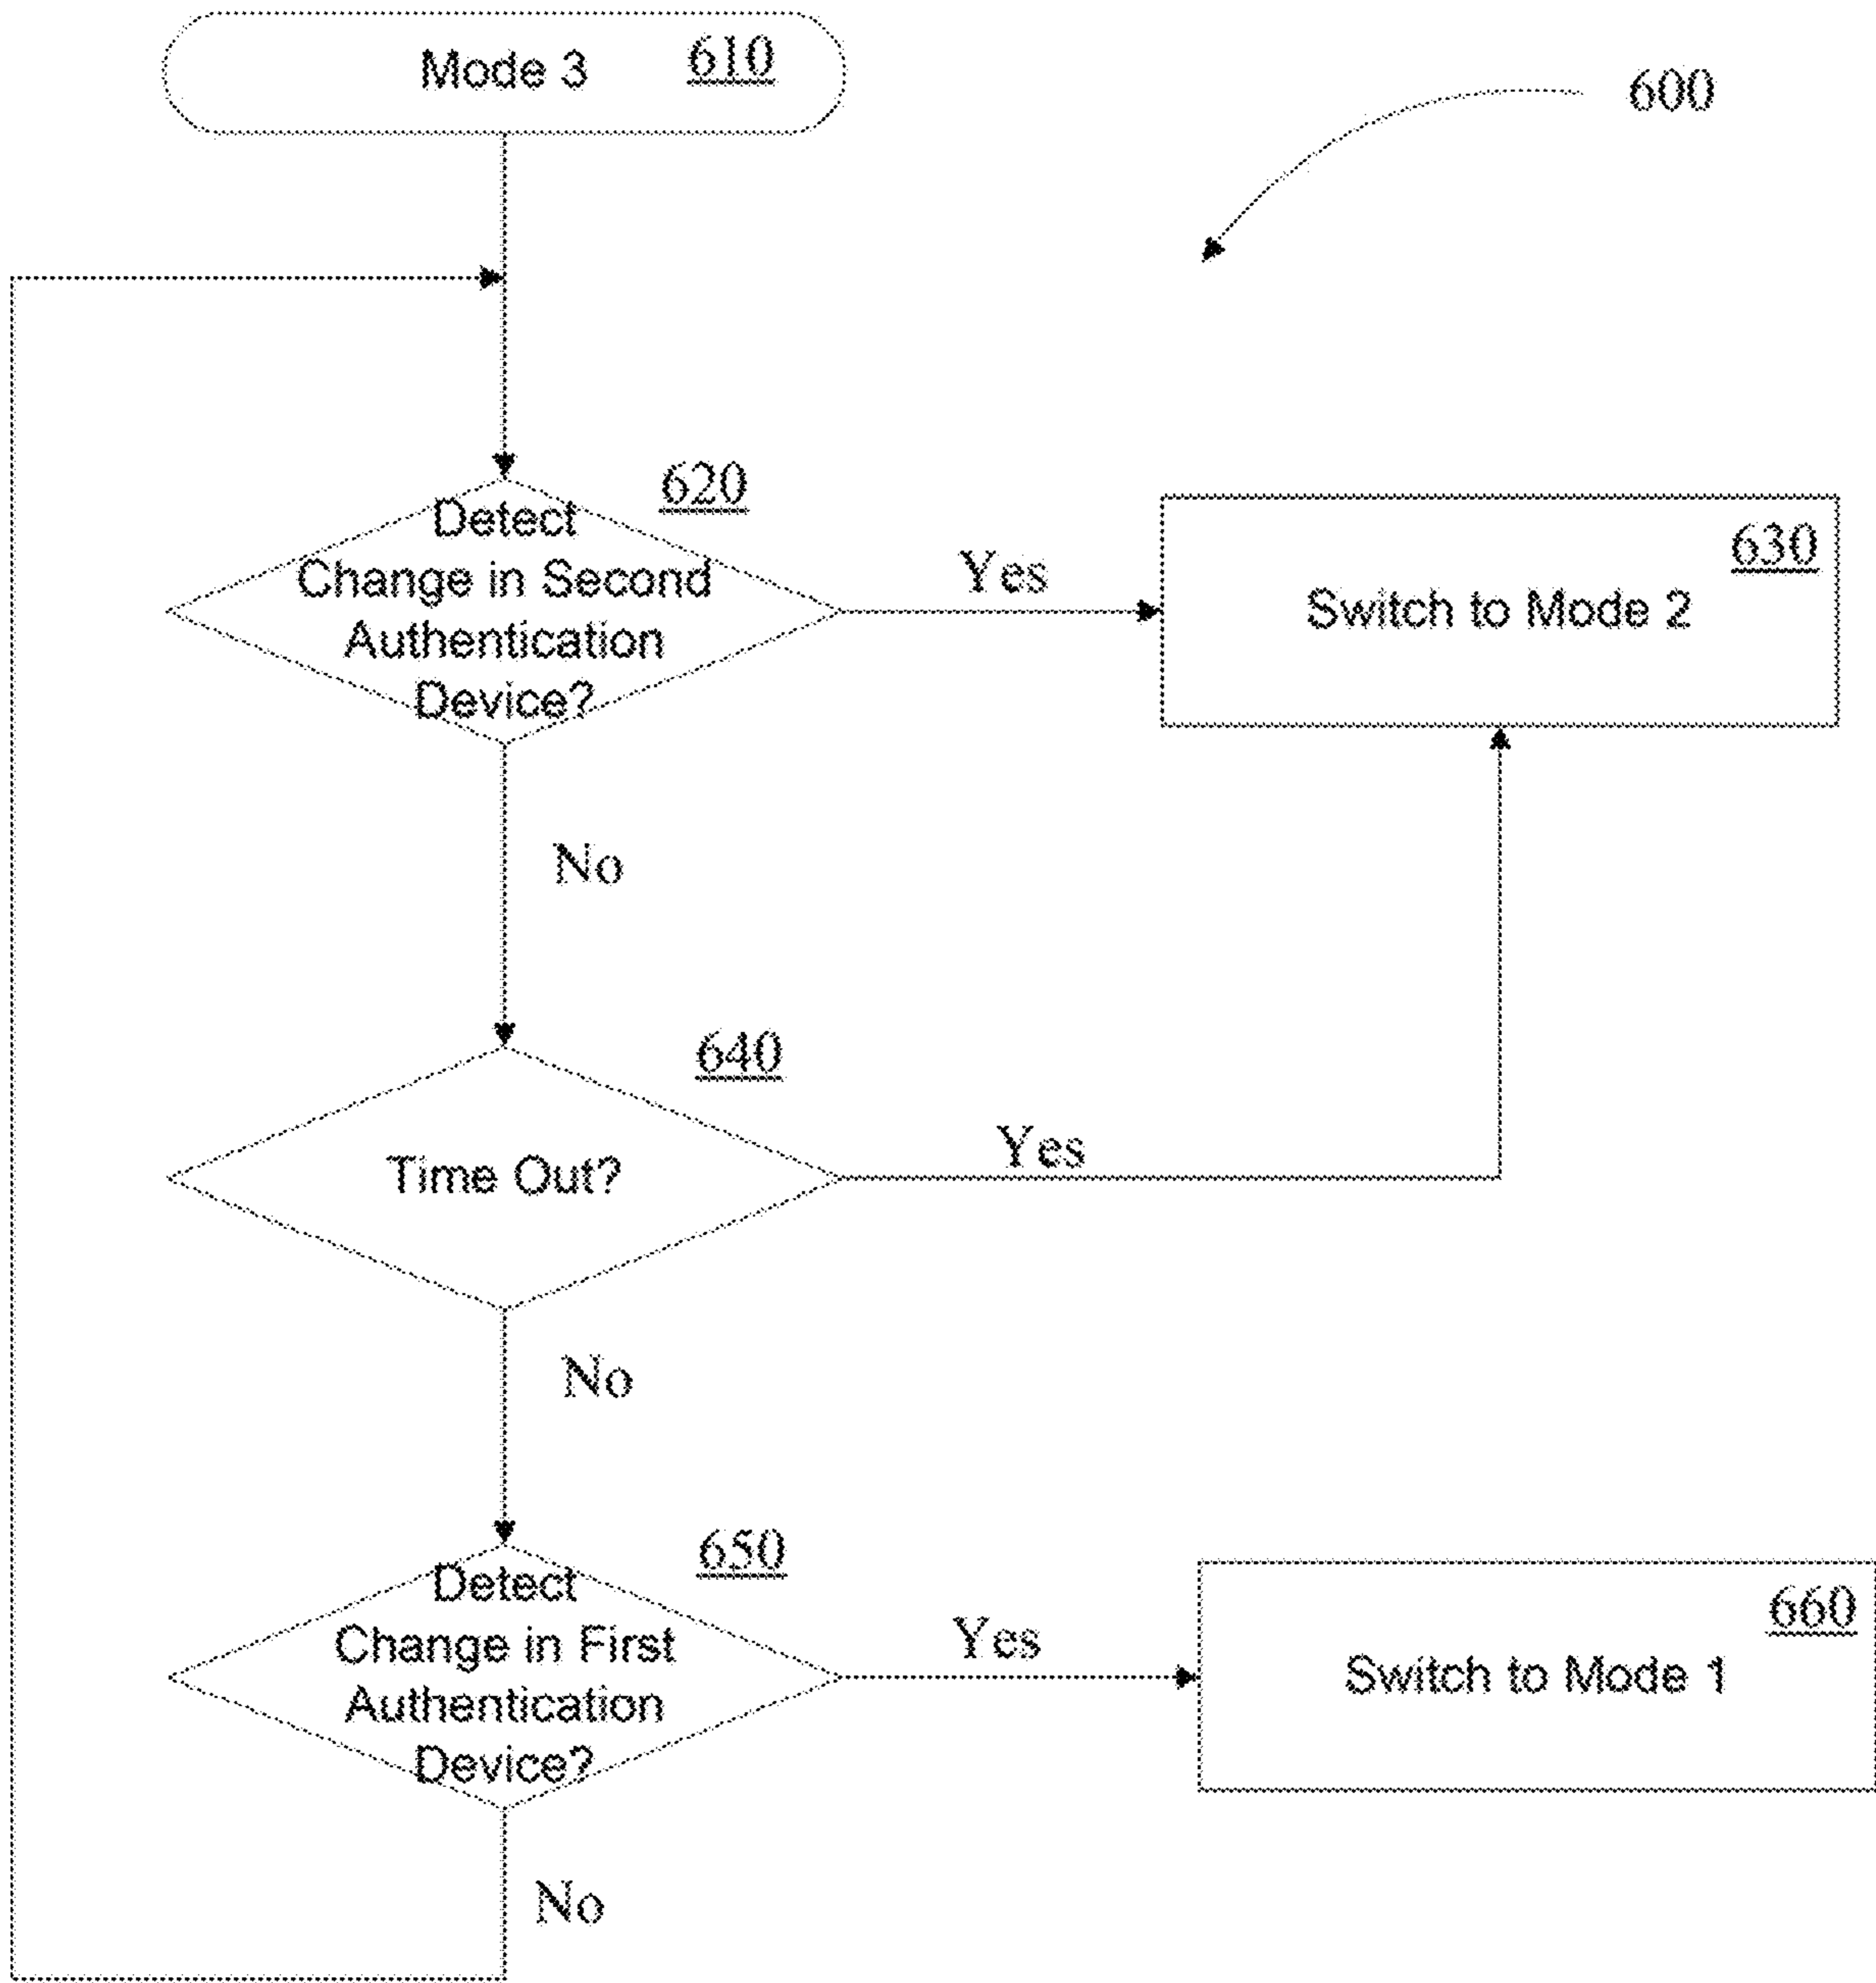 Mode 3 610
600
620
Detect
Change in Second
Authentication
Device?
Yes
630
Switch to Mode 2
No
640
Time Out?
Yes
No
650
Detect
Change in First
Authentication
Device?
Yes
660
Switch to Mode 1
No